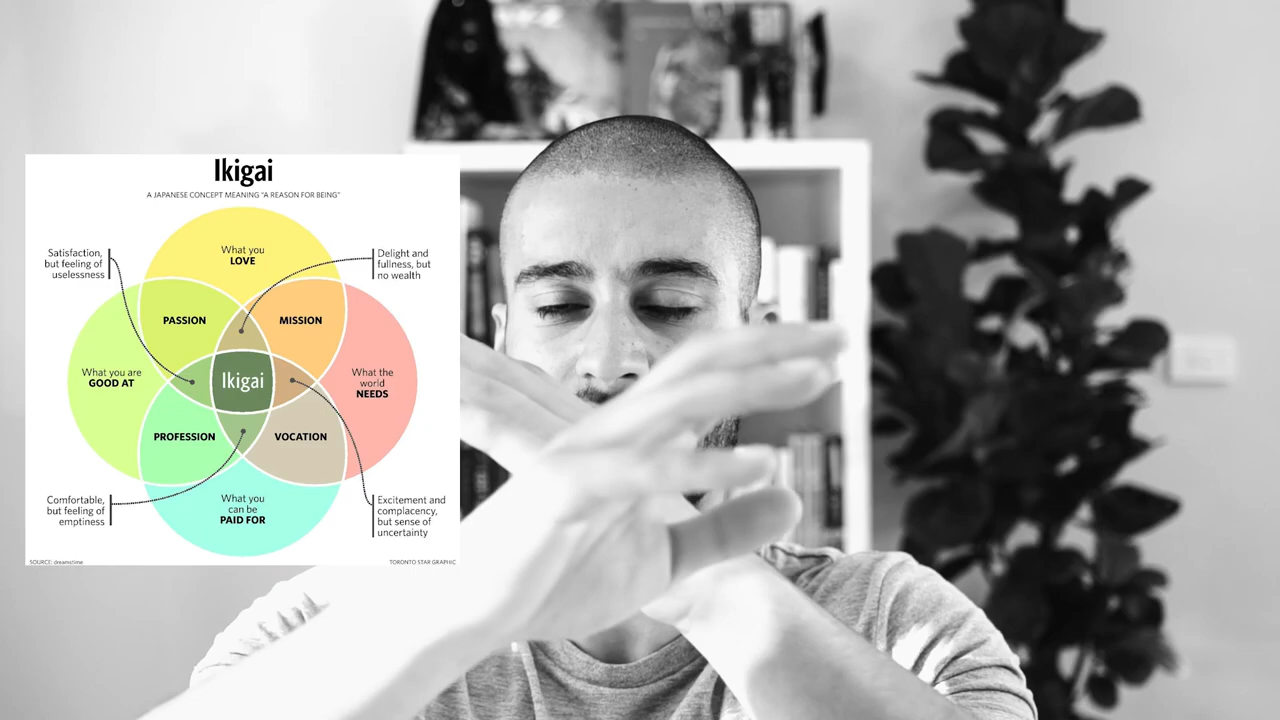 Ikigai
A JAPANESE CONCEPT MEANING “A REASON FOR BEING”
What you
LOVE
Satisfaction,
but feeling of
uselessness
Delight and
fullness, but
no wealth
PASSION
MISSION
What you are
GOOD AT
Ikigai
What the
world
NEEDS
PROFESSION
VOCATION
What you
can be
PAID FOR
Comfortable,
but feeling of
emptiness
Excitement and
complacency,
but sense of
uncertainty
SOURCE: dreamstime
TORONTO STAR GRAPHIC